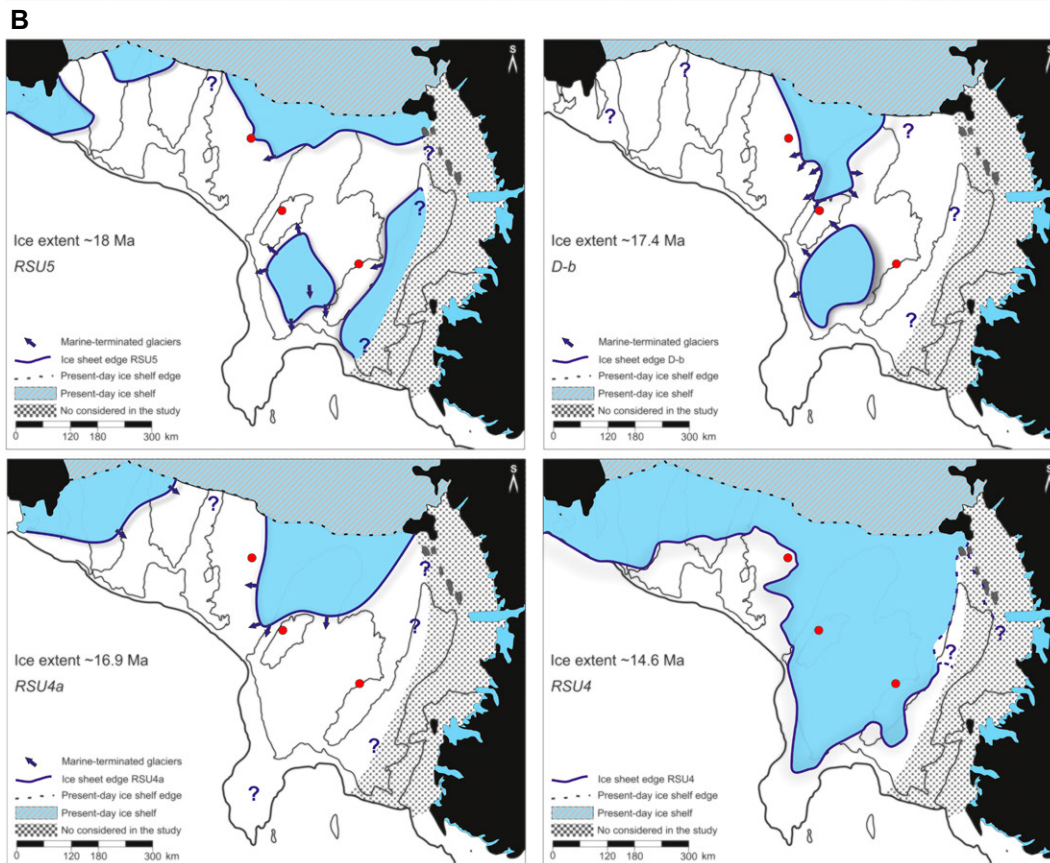 B
S
?
?
Ice extent ~18 Ma
RSU5
?
Marine-terminated glaciers
Ice sheet edge RSU5
Present-day ice shelf edge
Present-day ice shelf
No considered in the study
0 120 180 300 km
S
?
?
?
?
Ice extent ~17.4 Ma
D-b
?
Marine-terminated glaciers
Ice sheet edge D-b
Present-day ice shelf edge
Present-day ice shelf
No considered in the study
0 120 180 300 km
S
?
?
Ice extent ~16.9 Ma
RSU4a
?
?
Marine-terminated glaciers
Ice sheet edge RSU4a
Present-day ice shelf edge
Present-day ice shelf
No considered in the study
0 120 180 300 km
S
?
?
Ice extent ~14.6 Ma
RSU4
Ice sheet edge RSU4
Present-day ice shelf edge
Present-day ice shelf
No considered in the study
0 120 180 300 km